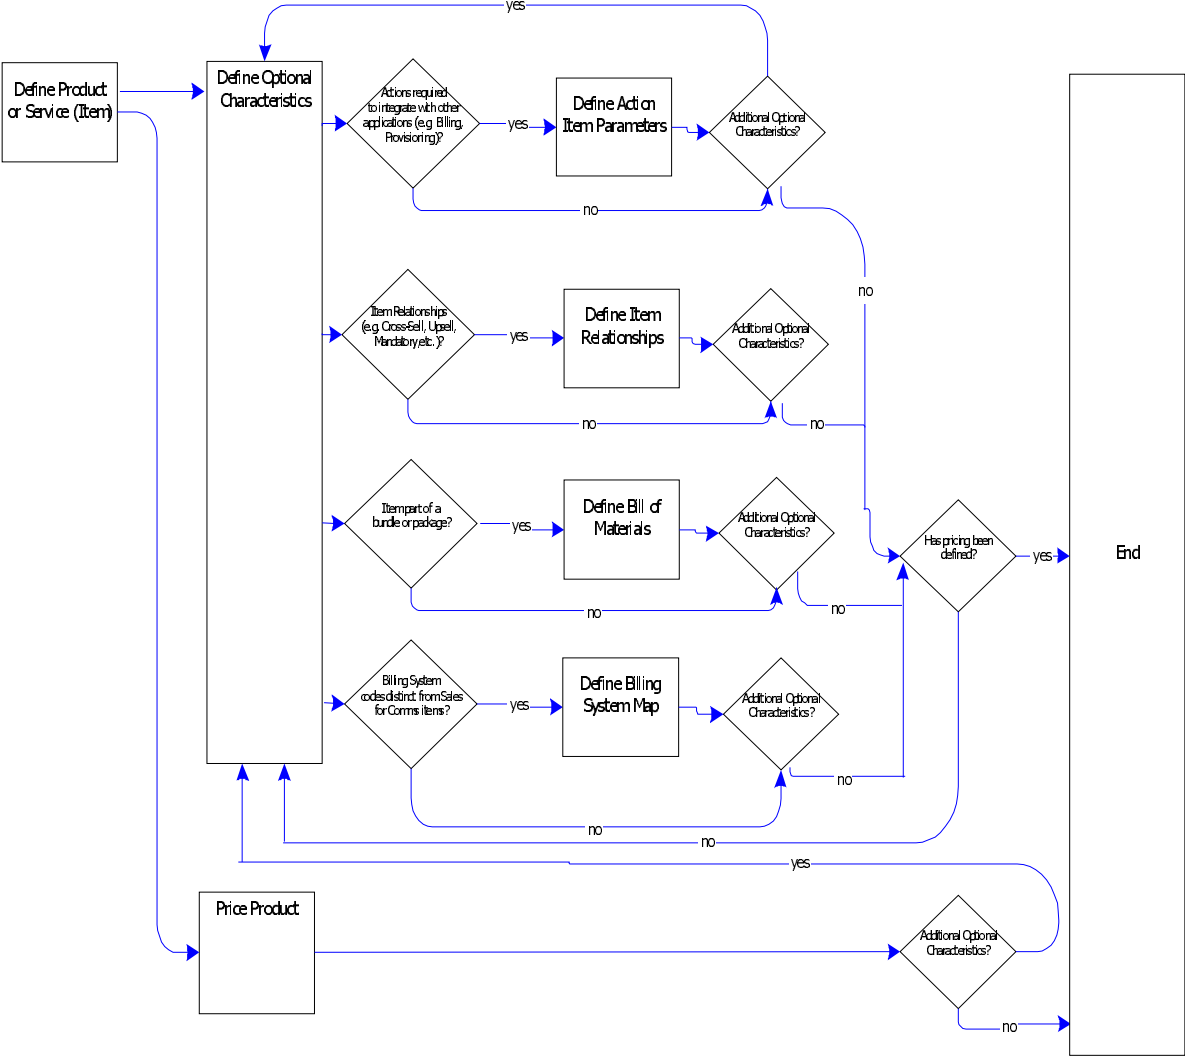 yes
Define Product
or Service (Item)
Define Optional
Characteristics
Actions required
to integrate with other
applications (e.g. Billing,
Provisioring)?
yes
Define Action
Item Parameters
Additional Optional
Characteristics?
no
no
Item Relationships
(e.g. Cross-Sell, Upsell,
Mandatory, etc. )?
yes
Define Item
Relationships
Additional Optional
Characteristics?
no
no
Item part of a
bundle or package?
yes
Define Bill of
Materials
Additional Optional
Characteristics?
no
no
Has pricing been
defined?
yes
End
Billing System
codes distinct from Sales
for Comms items?
yes
Define Billing
System Map
Additional Optional
Characteristics ?
no
no
no
yes
Price Product
Additional Optional
Characteristics?
no